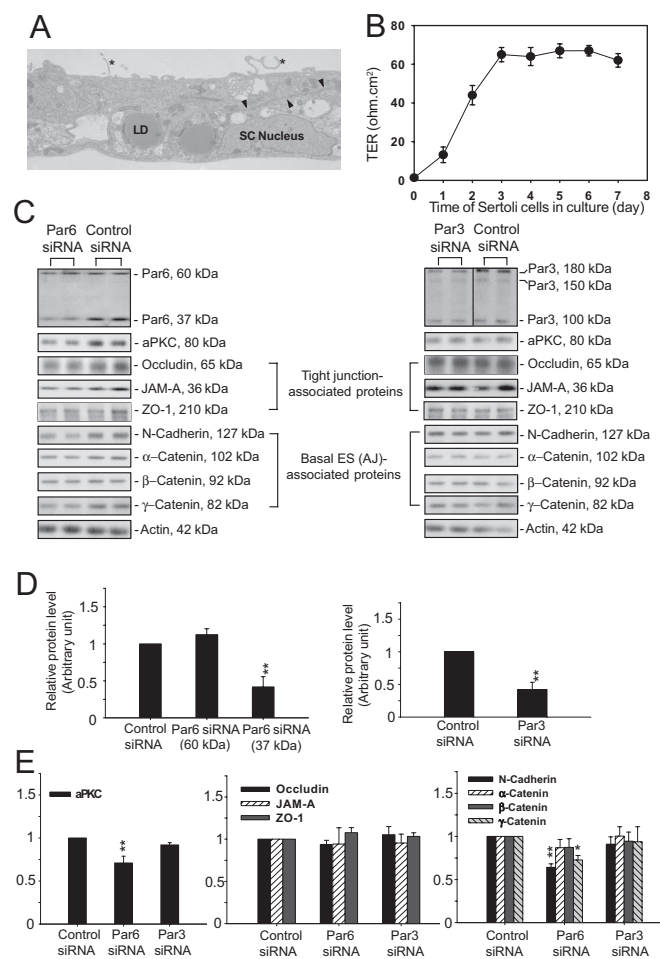 A
*
*
LD
SC Nucleus
B
TER (ohm.cm²)
80
60
40
20
0
0 1 2 3 4 5 6 7 8
Time of Sertoli cells in culture (day)
C
Par6 siRNA
Control siRNA
Par6, 60 kDa
Par6, 37 kDa
aPKC, 80 kDa
Occludin, 65 kDa
JAM-A, 36 kDa
ZO-1, 210 kDa
N-Cadherin, 127 kDa
α-Catenin, 102 kDa
β-Catenin, 92 kDa
γ-Catenin, 82 kDa
Actin, 42 kDa
Tight junction-
associated proteins
Basal ES (AJ)-
associated proteins
Par3 siRNA
Control siRNA
Par3, 180 kDa
Par3, 150 kDa
Par3, 100 kDa
aPKC, 80 kDa
Occludin, 65 kDa
JAM-A, 36 kDa
ZO-1, 210 kDa
N-Cadherin, 127 kDa
α-Catenin, 102 kDa
β-Catenin, 92 kDa
γ-Catenin, 82 kDa
Actin, 42 kDa
D
Relative protein level
(Arbitrary unit)
1.5
1
0.5
0
**
Control siRNA
Par6 siRNA (60 kDa)
Par6 siRNA (37 kDa)
Relative protein level
(Arbitrary unit)
1.5
1
0.5
0
**
Control siRNA
Par3 siRNA
E
aPKC
1.5
1
0.5
0
**
Control siRNA
Par6 siRNA
Par3 siRNA
Occludin
JAM-A
ZO-1
1.5
1
0.5
0
Control siRNA
Par6 siRNA
Par3 siRNA
N-Cadherin
α-Catenin
β-Catenin
γ-Catenin
1.5
1
0.5
0
**
*
Control siRNA
Par6 siRNA
Par3 siRNA